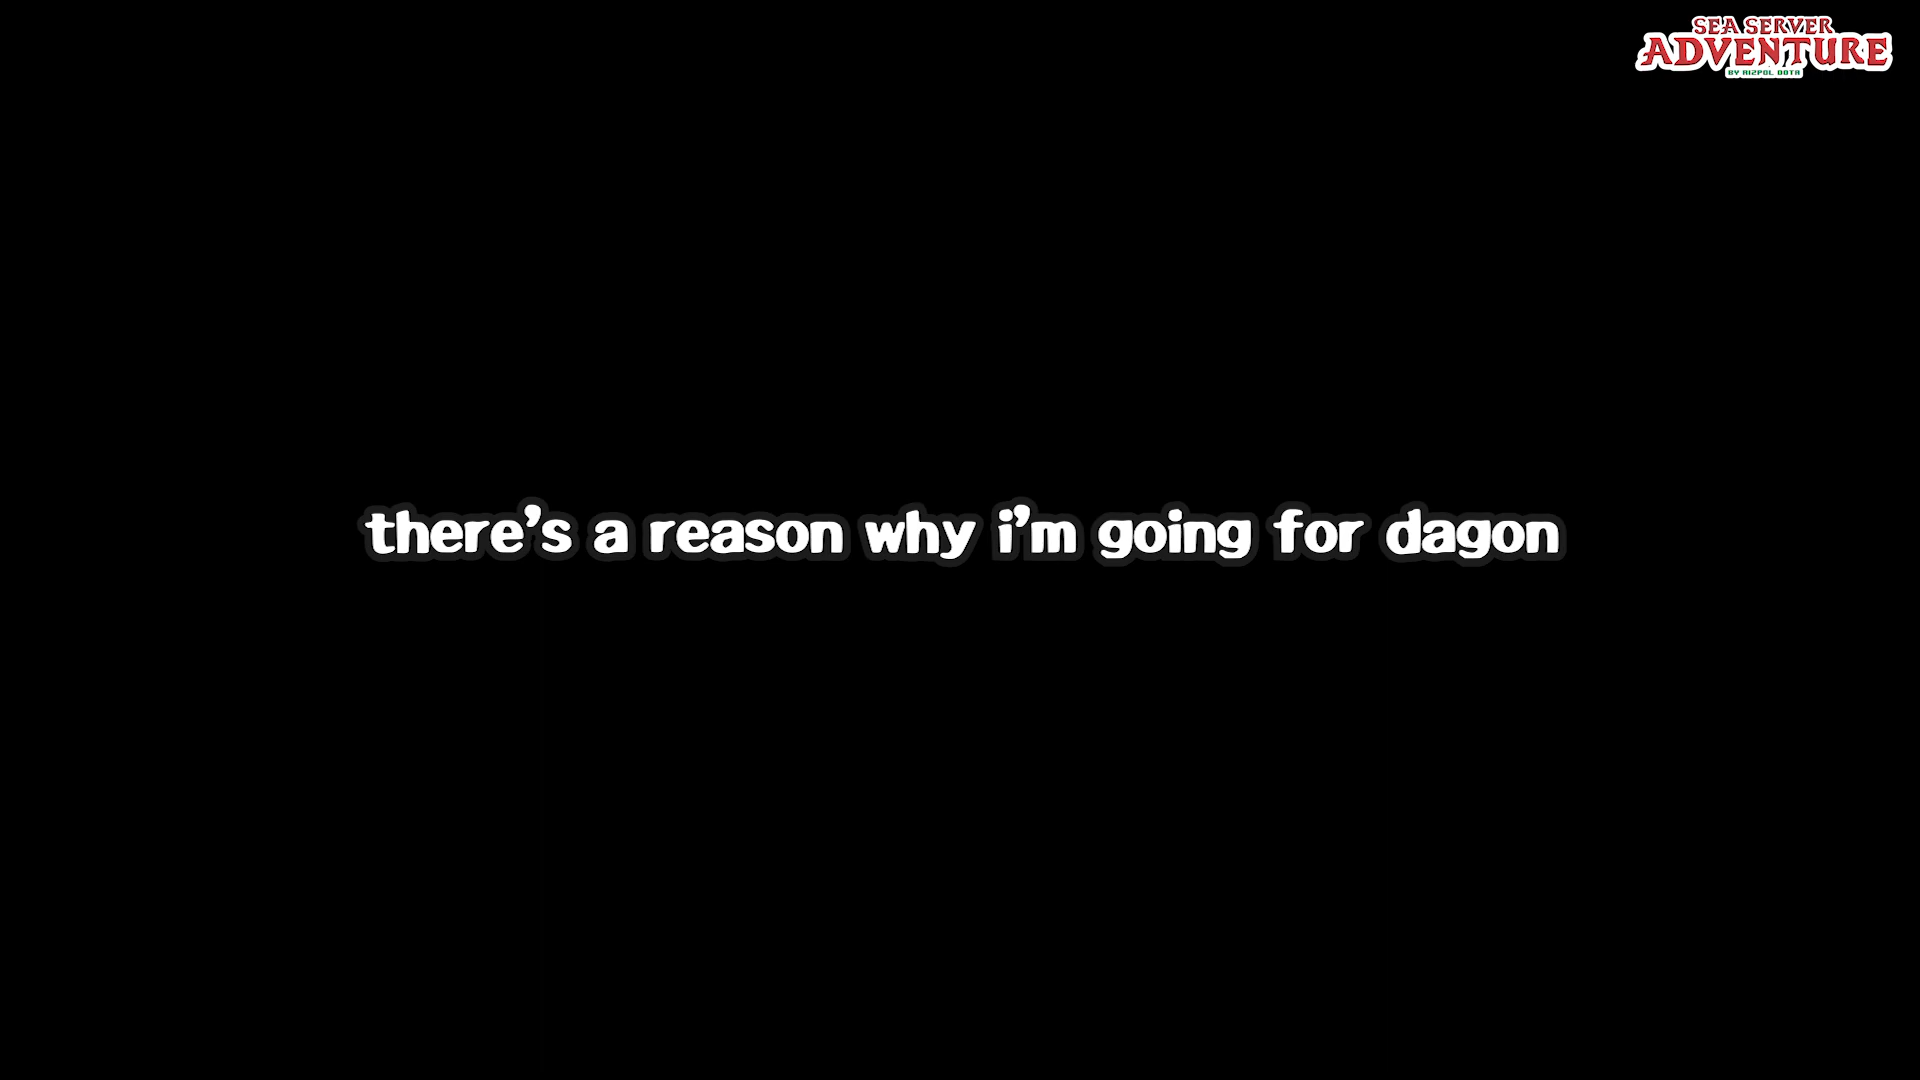 SEA SERVER
ADVENTURE
BY RIZPOL DOTA
there's a reason why i'm going for dagon